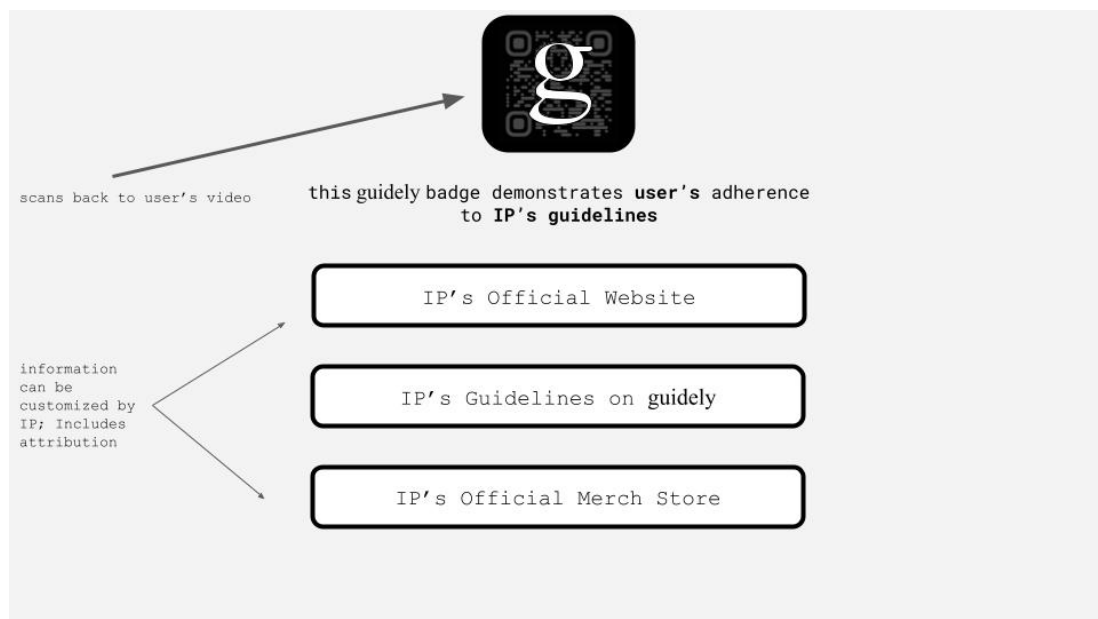 g
this guidely badge demonstrates user's adherence
to IP's guidelines
scans back to user's video
IP's Official Website
information
can be
customized by
IP; Includes
attribution
IP's Guidelines on guidely
IP's Official Merch Store